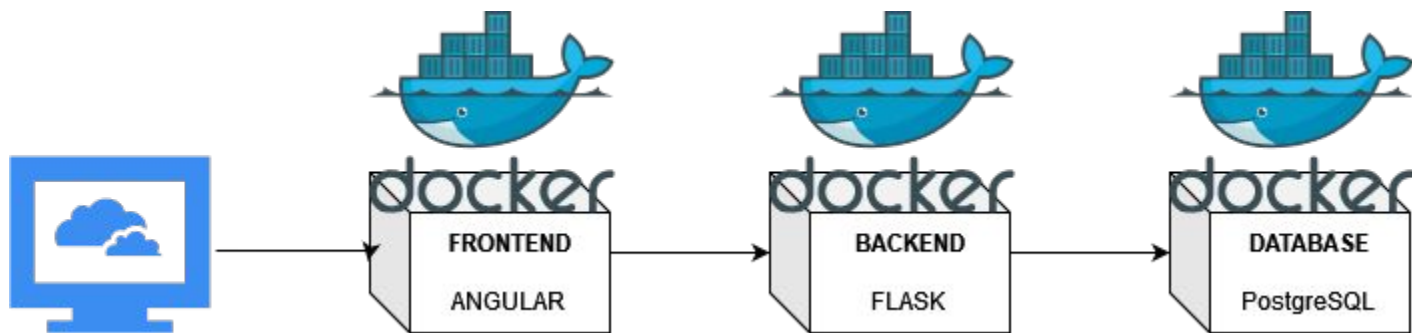 docker
docker
docker
FRONTEND
ANGULAR
BACKEND
FLASK
DATABASE
PostgreSQL